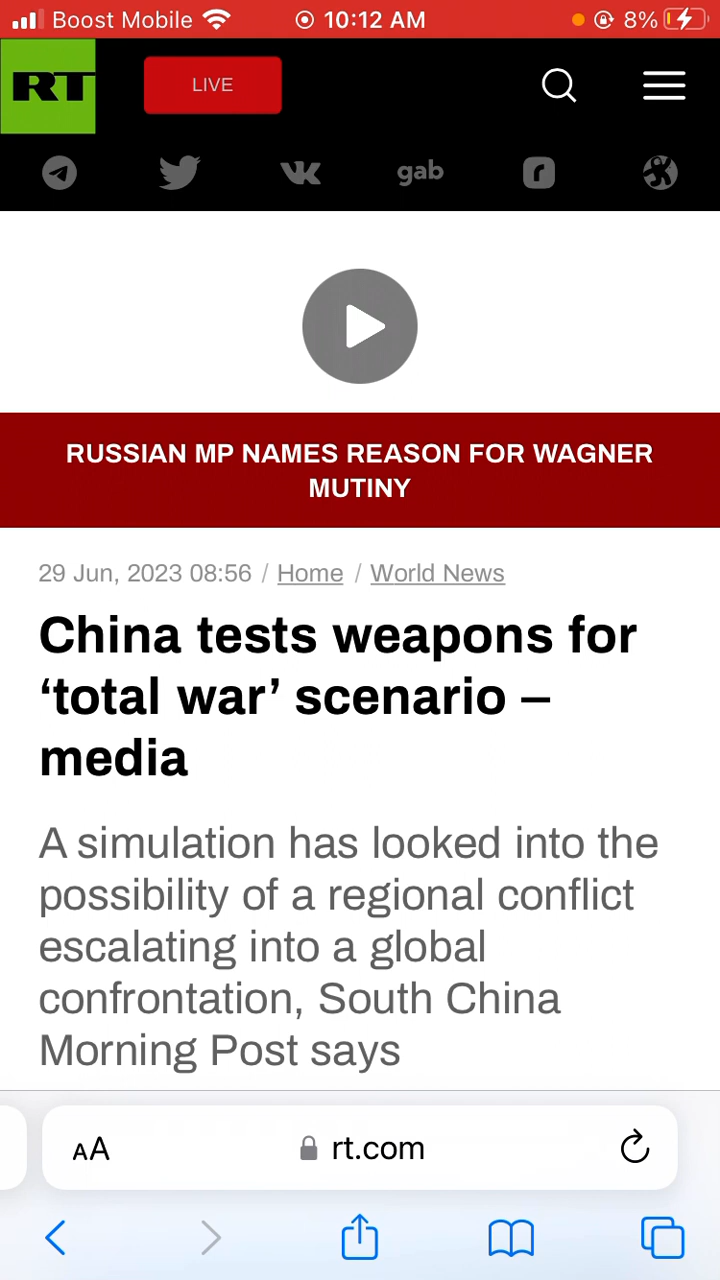 Boost Mobile 10:12 AM 8%
RT LIVE
gab
RUSSIAN MP NAMES REASON FOR WAGNER
MUTINY
29 Jun, 2023 08:56 / Home / World News
China tests weapons for
‘total war’ scenario –
media
A simulation has looked into the
possibility of a regional conflict
escalating into a global
confrontation, South China
Morning Post says
AA rt.com